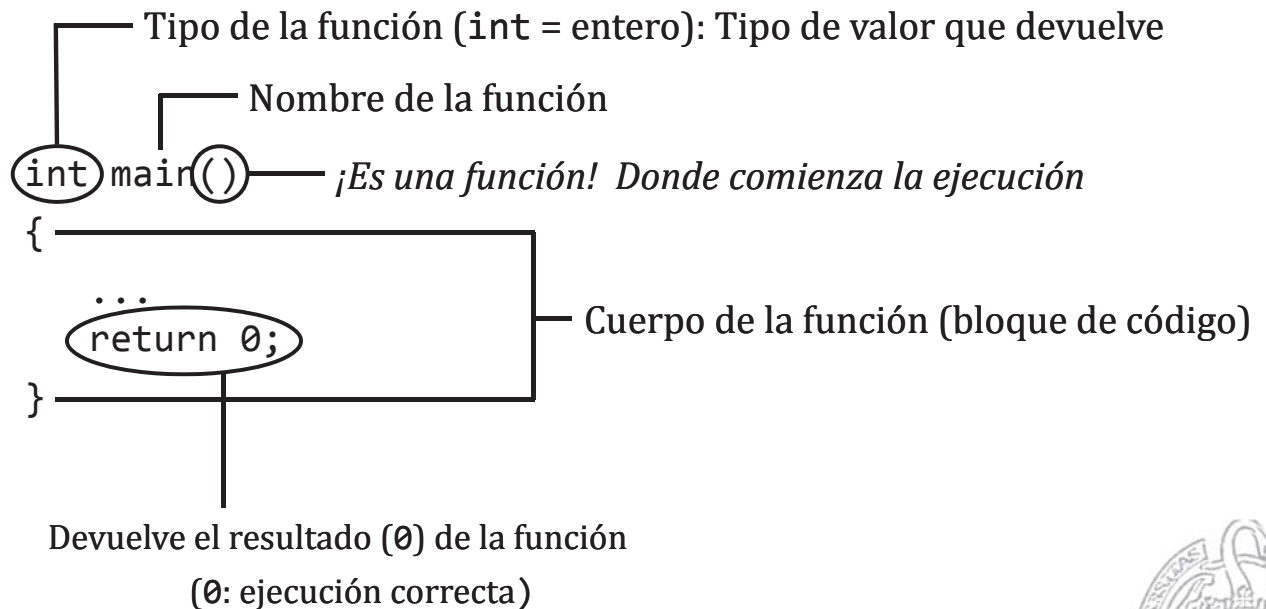 Tipo de la función (int = entero): Tipo de valor que devuelve
Nombre de la función
int main() ¡Es una función! Donde comienza la ejecución
{
...
return 0;
Cuerpo de la función (bloque de código)
}
Devuelve el resultado (0) de la función
(0: ejecución correcta)